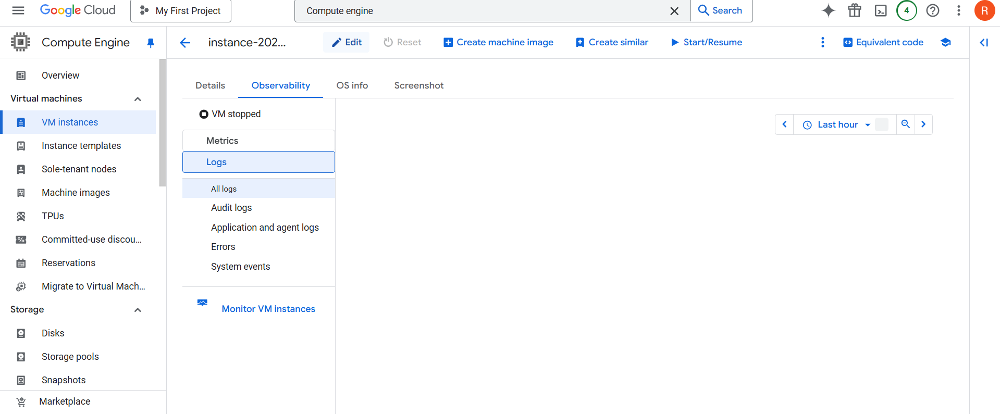 Google Cloud
My First Project
Compute engine
Search
4
R
Compute Engine
instance-202...
Edit
Reset
Create machine image
Create similar
Start/Resume
Equivalent code
Overview
Virtual machines
VM instances
Instance templates
Sole-tenant nodes
Machine images
TPUs
Committed-use discou...
Reservations
Migrate to Virtual Mach...
Storage
Disks
Storage pools
Snapshots
Marketplace
Details
Observability
OS info
Screenshot
VM stopped
Metrics
Logs
All logs
Audit logs
Application and agent logs
Errors
System events
Monitor VM instances
Last hour